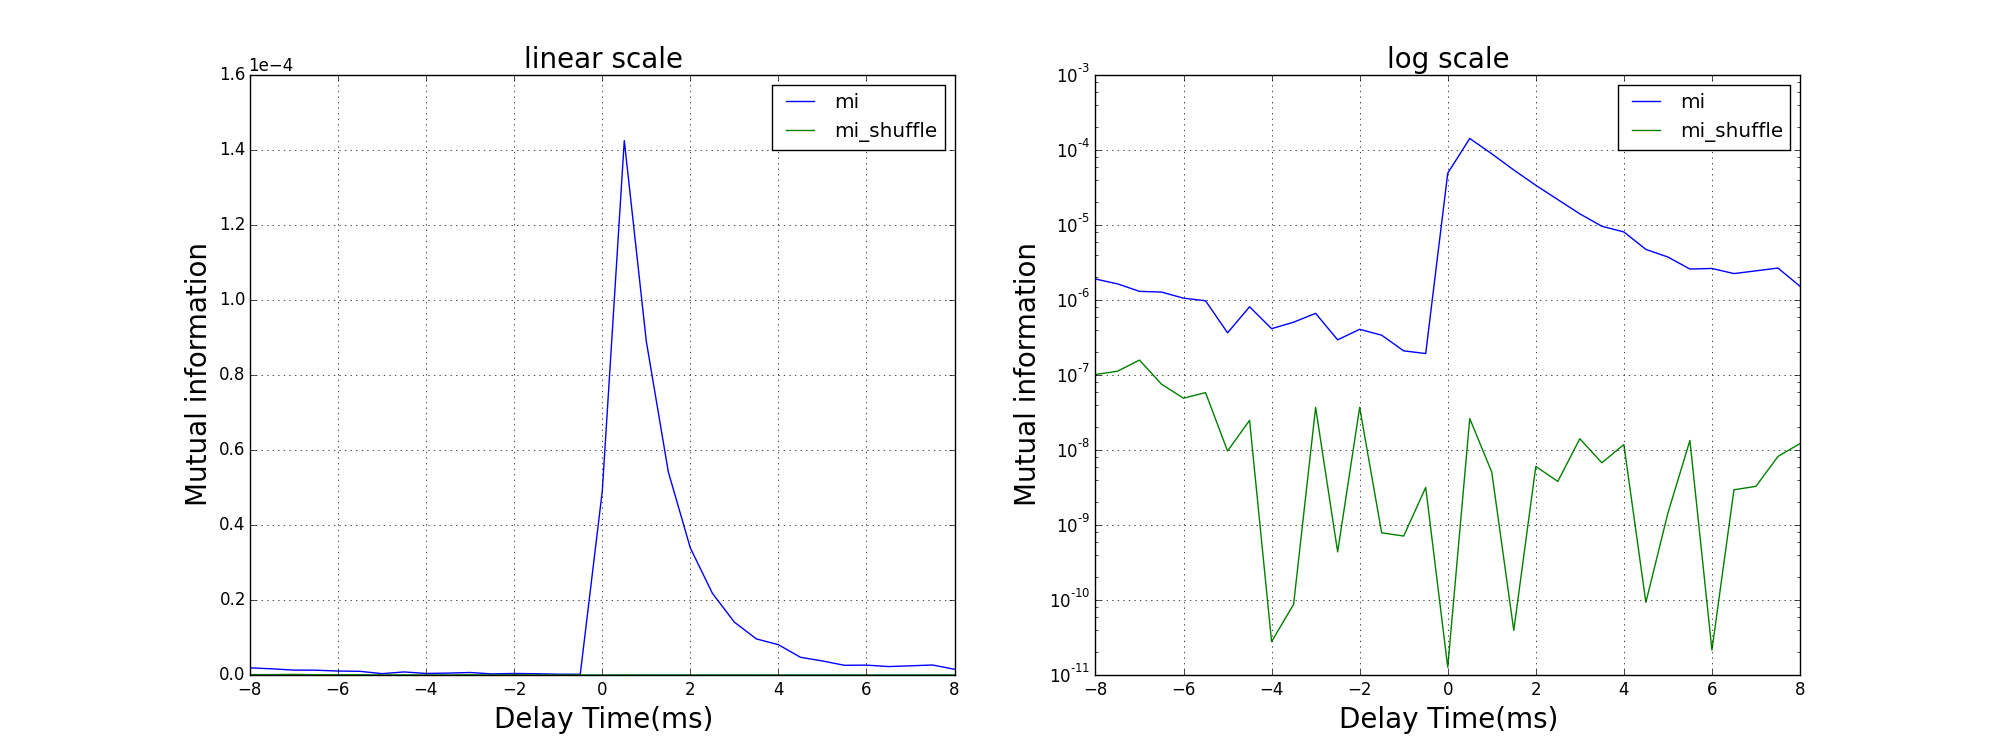 linear scale
1e−4
1.6
1.4
1.2
1.0
0.8
0.6
0.4
0.2
0.0
Mutual information
−8 −6 −4 −2 0 2 4 6 8
Delay Time(ms)
mi
mi_shuffle
log scale
10^-3
10^-4
10^-5
10^-6
10^-7
10^-8
10^-9
10^-10
10^-11
Mutual information
−8 −6 −4 −2 0 2 4 6 8
Delay Time(ms)
mi
mi_shuffle